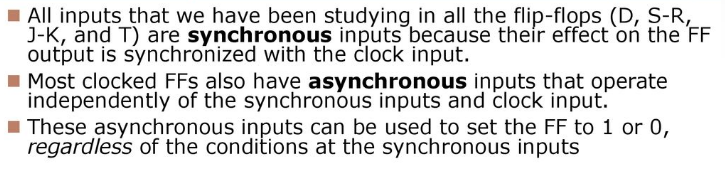 All inputs that we have been studying in all the flip-flops (D, S-R,
J-K, and T) are synchronous inputs because their effect on the FF
output is synchronized with the clock input.
Most clocked FFs also have asynchronous inputs that operate
independently of the synchronous inputs and clock input.
These asynchronous inputs can be used to set the FF to 1 or 0,
regardless of the conditions at the synchronous inputs